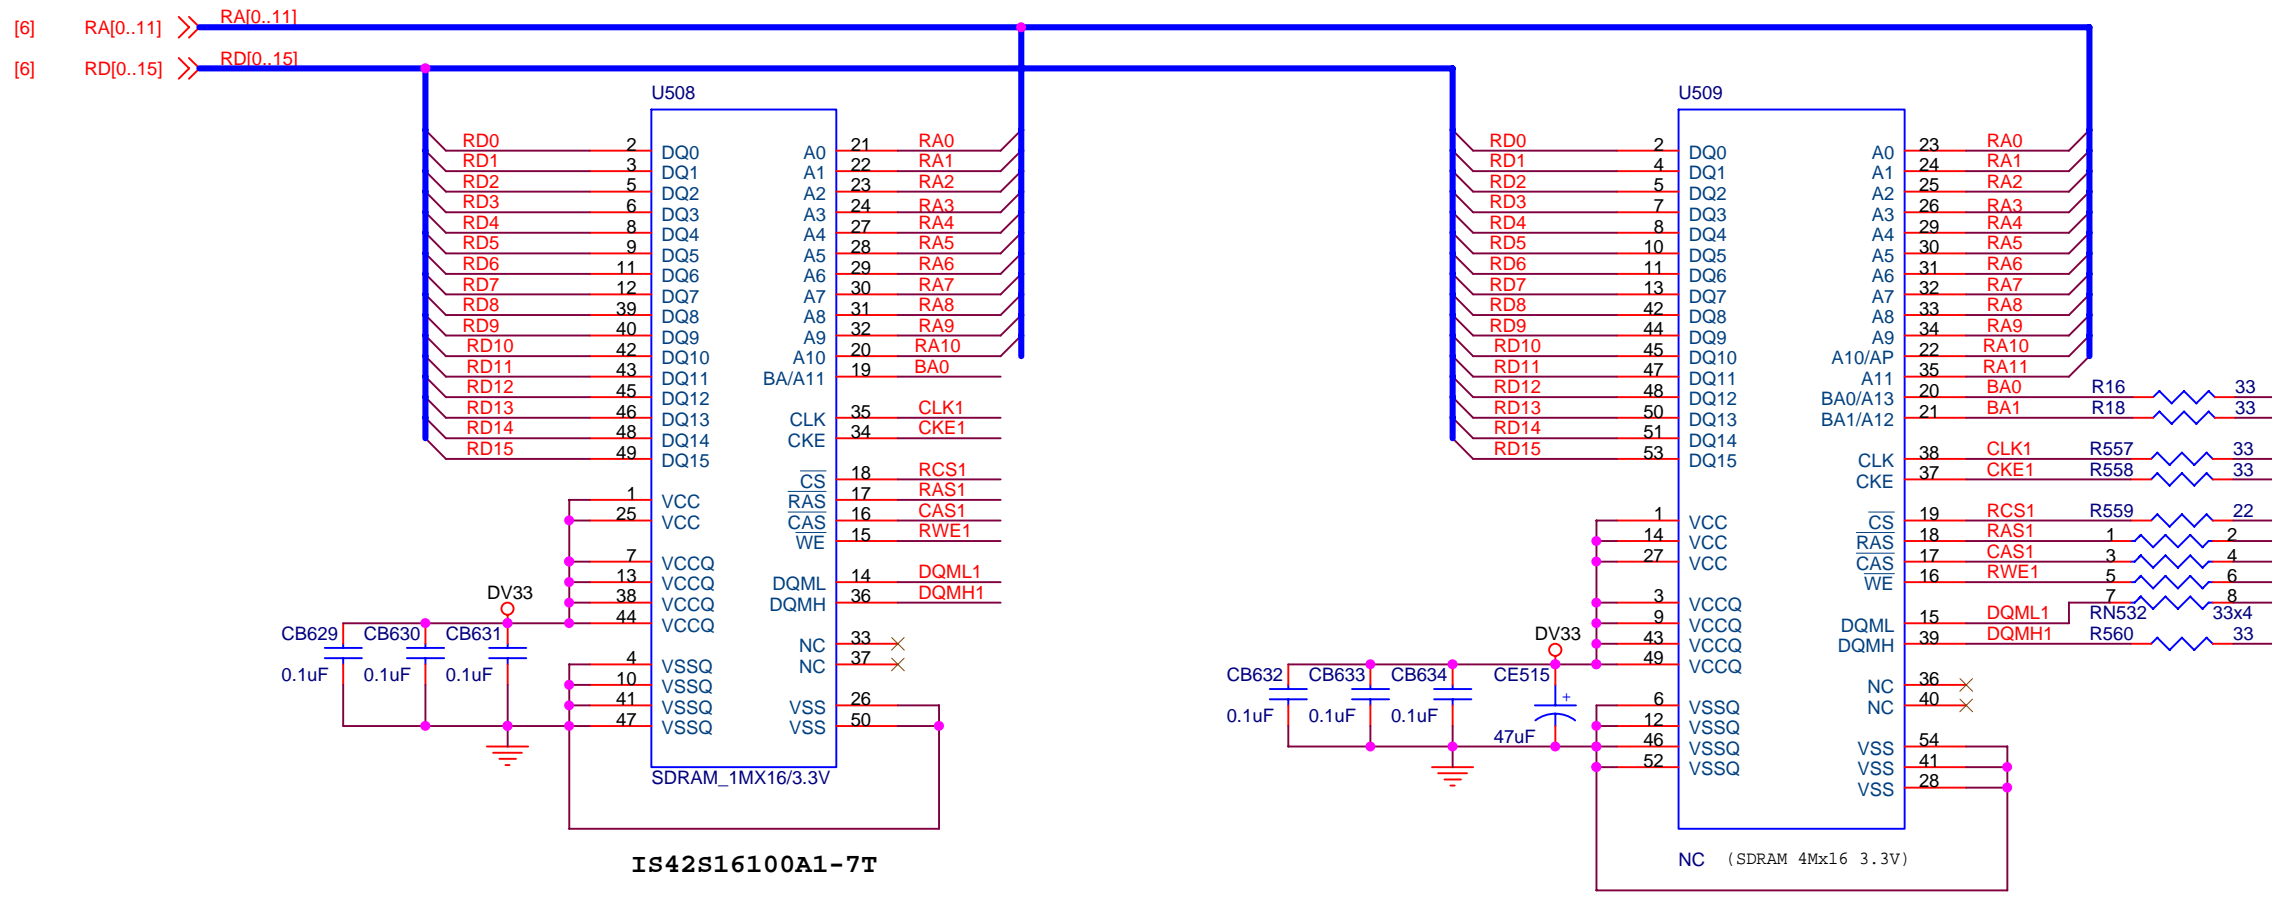 [6] RA[0..11] RA[0..11]
[6] RD[0..15] RD[0..15]
U508
RD0 2 DQ0 A0 21 RA0
RD1 3 DQ1 A1 22 RA1
RD2 5 DQ2 A2 23 RA2
RD3 6 DQ3 A3 24 RA3
RD4 8 DQ4 A4 27 RA4
RD5 9 DQ5 A5 28 RA5
RD6 11 DQ6 A6 29 RA6
RD7 12 DQ7 A7 30 RA7
RD8 39 DQ8 A8 31 RA8
RD9 40 DQ9 A9 32 RA9
RD10 42 DQ10 A10 20 RA10
RD11 43 DQ11 BA/A11 19 BA0
RD12 45 DQ12
RD13 46 DQ13 CLK 35 CLK1
RD14 48 DQ14 CKE 34 CKE1
RD15 49 DQ15
CS 18 RCS1
1 VCC RAS 17 RAS1
25 VCC CAS 16 CAS1
WE 15 RWE1
7 VCCQ
13 VCCQ DQML 14 DQML1
38 VCCQ DQMH 36 DQMH1
44 VCCQ
DV33
CB629 CB630 CB631
0.1uF 0.1uF 0.1uF
NC 33
4 VSSQ NC 37
10 VSSQ
41 VSSQ VSS 26
47 VSSQ VSS 50
SDRAM_1MX16/3.3V
IS42S16100A1-7T
U509
RD0 2 DQ0 A0 23 RA0
RD1 4 DQ1 A1 24 RA1
RD2 5 DQ2 A2 25 RA2
RD3 7 DQ3 A3 26 RA3
RD4 8 DQ4 A4 29 RA4
RD5 10 DQ5 A5 30 RA5
RD6 11 DQ6 A6 31 RA6
RD7 13 DQ7 A7 32 RA7
RD8 42 DQ8 A8 33 RA8
RD9 44 DQ9 A9 34 RA9
RD10 45 DQ10 A10/AP 22 RA10
RD11 47 DQ11 A11 35 RA11
RD12 48 DQ12 BA0/A13 20 BA0 R16 33
RD13 50 DQ13 BA1/A12 21 BA1 R18 33
RD14 51 DQ14
RD15 53 DQ15 CLK 38 CLK1 R557 33
CKE 37 CKE1 R558 33
1 VCC CS 19 RCS1 R559 22
14 VCC RAS 18 RAS1 1 2
27 VCC CAS 17 CAS1 3 4
WE 16 RWE1 5 6
3 VCCQ 7 8
9 VCCQ DQML 15 DQML1 RN532 33x4
43 VCCQ DQMH 39 DQMH1 R560 33
49 VCCQ
DV33
CB632 CB633 CB634 CE515
0.1uF 0.1uF 0.1uF + 47uF
NC 36
6 VSSQ NC 40
12 VSSQ
46 VSSQ VSS 54
52 VSSQ VSS 41
VSS 28
NC (SDRAM 4Mx16 3.3V)